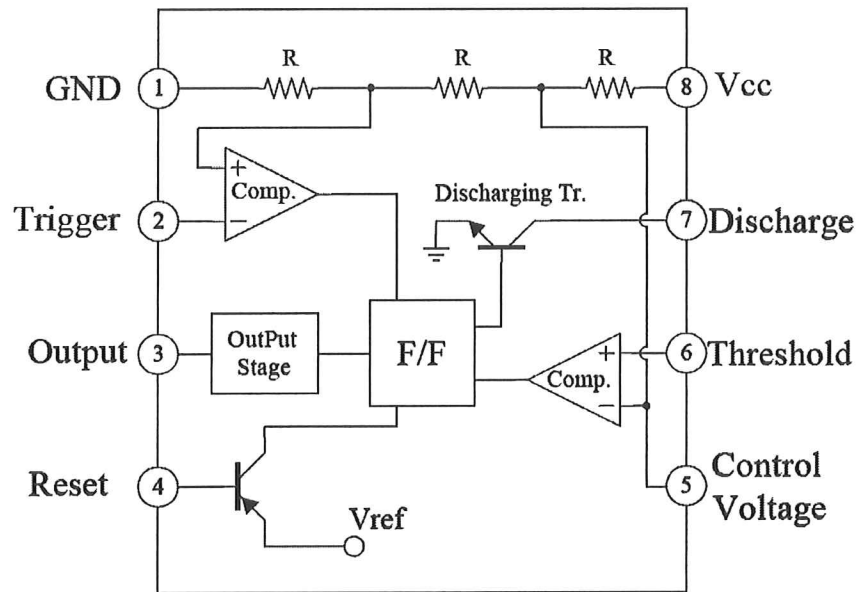 R R R
GND 1 8 Vcc
+
Comp.
−
Trigger 2
Discharging Tr.
7 Discharge
Output 3
OutPut
Stage
F/F
+
Comp.
−
6 Threshold
Reset 4
Vref
5 Control
Voltage